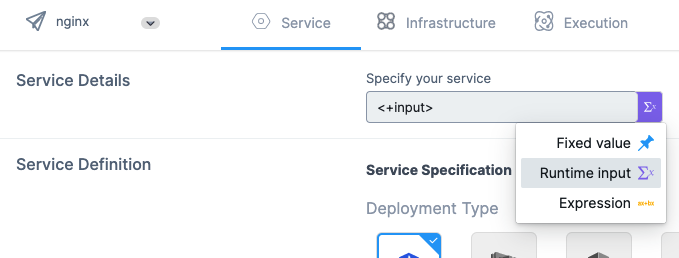 nginx
Service
Infrastructure
Execution
Service Details
Specify your service
<+input>
Fixed value
Runtime input
Expression
Service Definition
Service Specification
Deployment Type